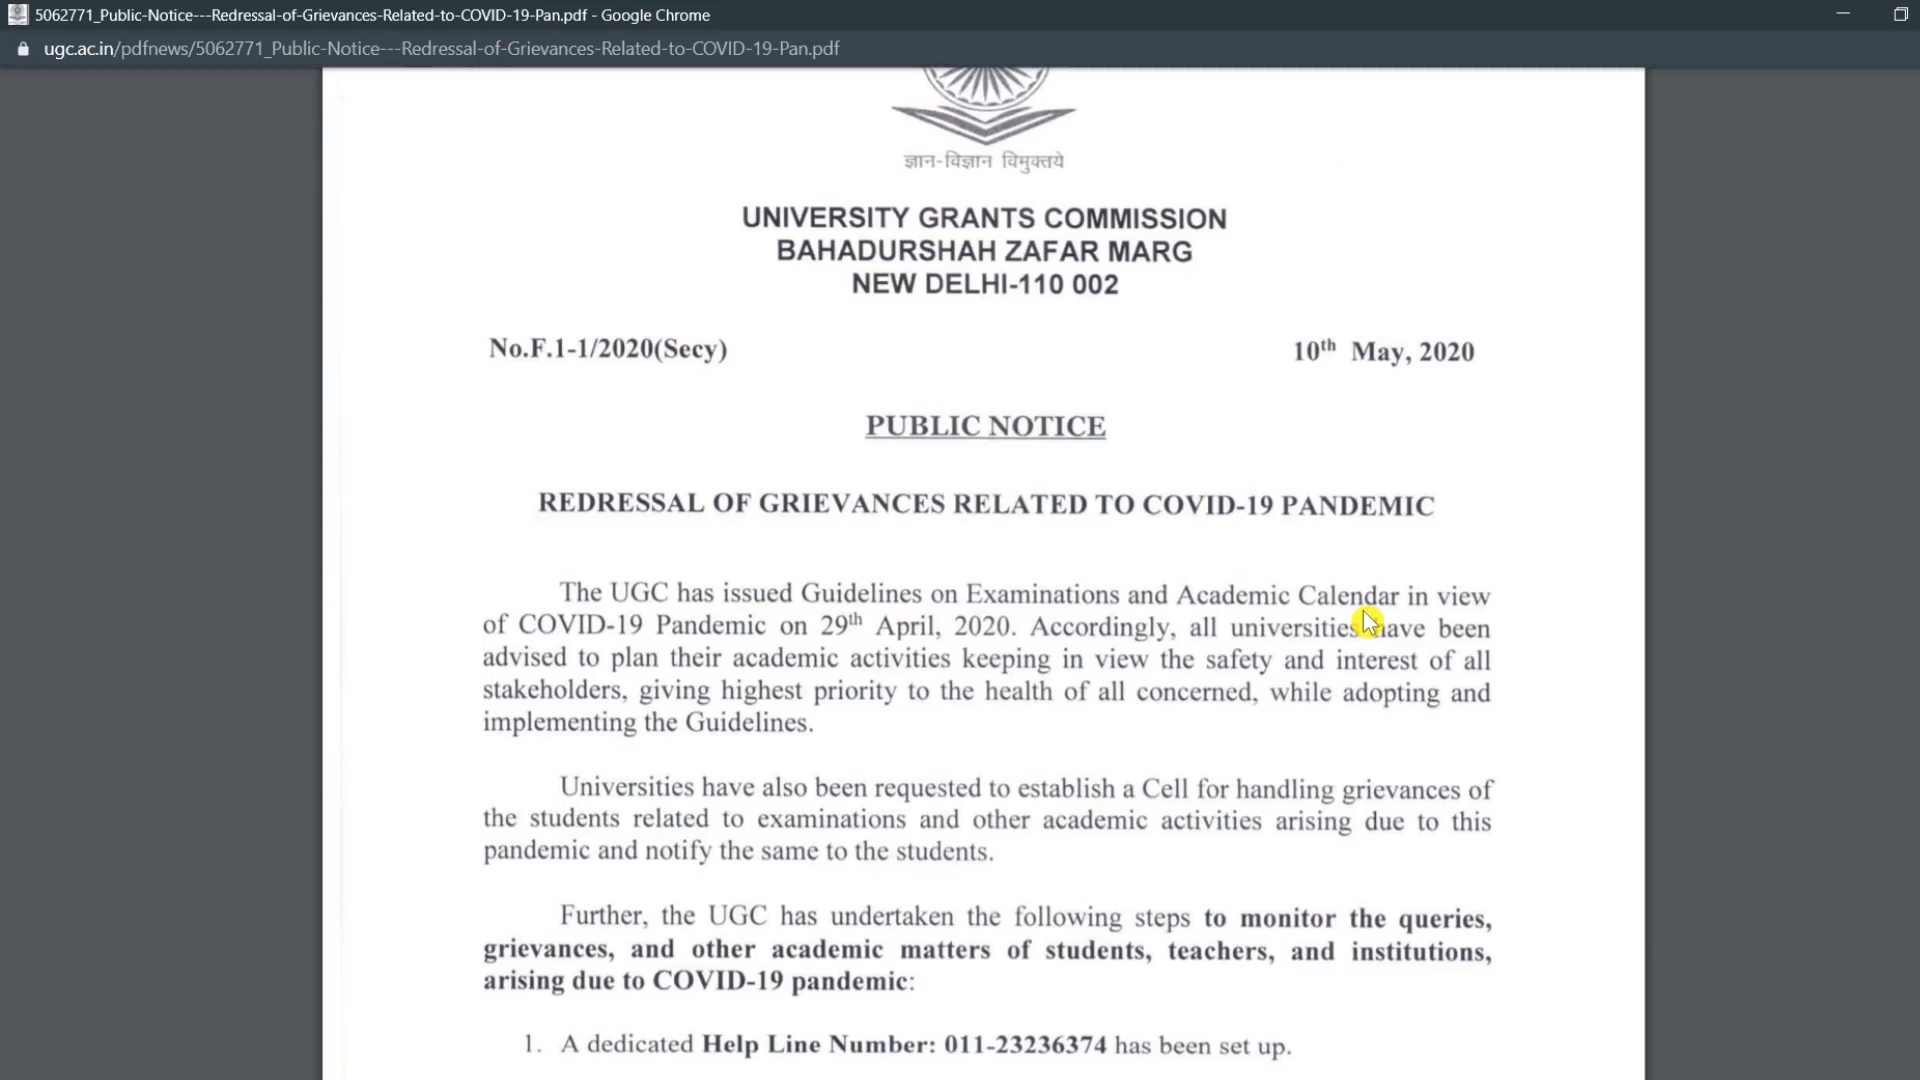 5062771_Public-Notice---Redressal-of-Grievances-Related-to-COVID-19-Pan.pdf - Google Chrome
ugc.ac.in/pdfnews/5062771_Public-Notice---Redressal-of-Grievances-Related-to-COVID-19-Pan.pdf
ज्ञान-विज्ञान विमुक्तये
UNIVERSITY GRANTS COMMISSION
BAHADURSHAH ZAFAR MARG
NEW DELHI-110 002
No.F.1-1/2020(Secy) 10th May, 2020
PUBLIC NOTICE
REDRESSAL OF GRIEVANCES RELATED TO COVID-19 PANDEMIC
The UGC has issued Guidelines on Examinations and Academic Calendar in view
of COVID-19 Pandemic on 29th April, 2020. Accordingly, all universities have been
advised to plan their academic activities keeping in view the safety and interest of all
stakeholders, giving highest priority to the health of all concerned, while adopting and
implementing the Guidelines.
Universities have also been requested to establish a Cell for handling grievances of
the students related to examinations and other academic activities arising due to this
pandemic and notify the same to the students.
Further, the UGC has undertaken the following steps to monitor the queries,
grievances, and other academic matters of students, teachers, and institutions,
arising due to COVID-19 pandemic:
1. A dedicated Help Line Number: 011-23236374 has been set up.